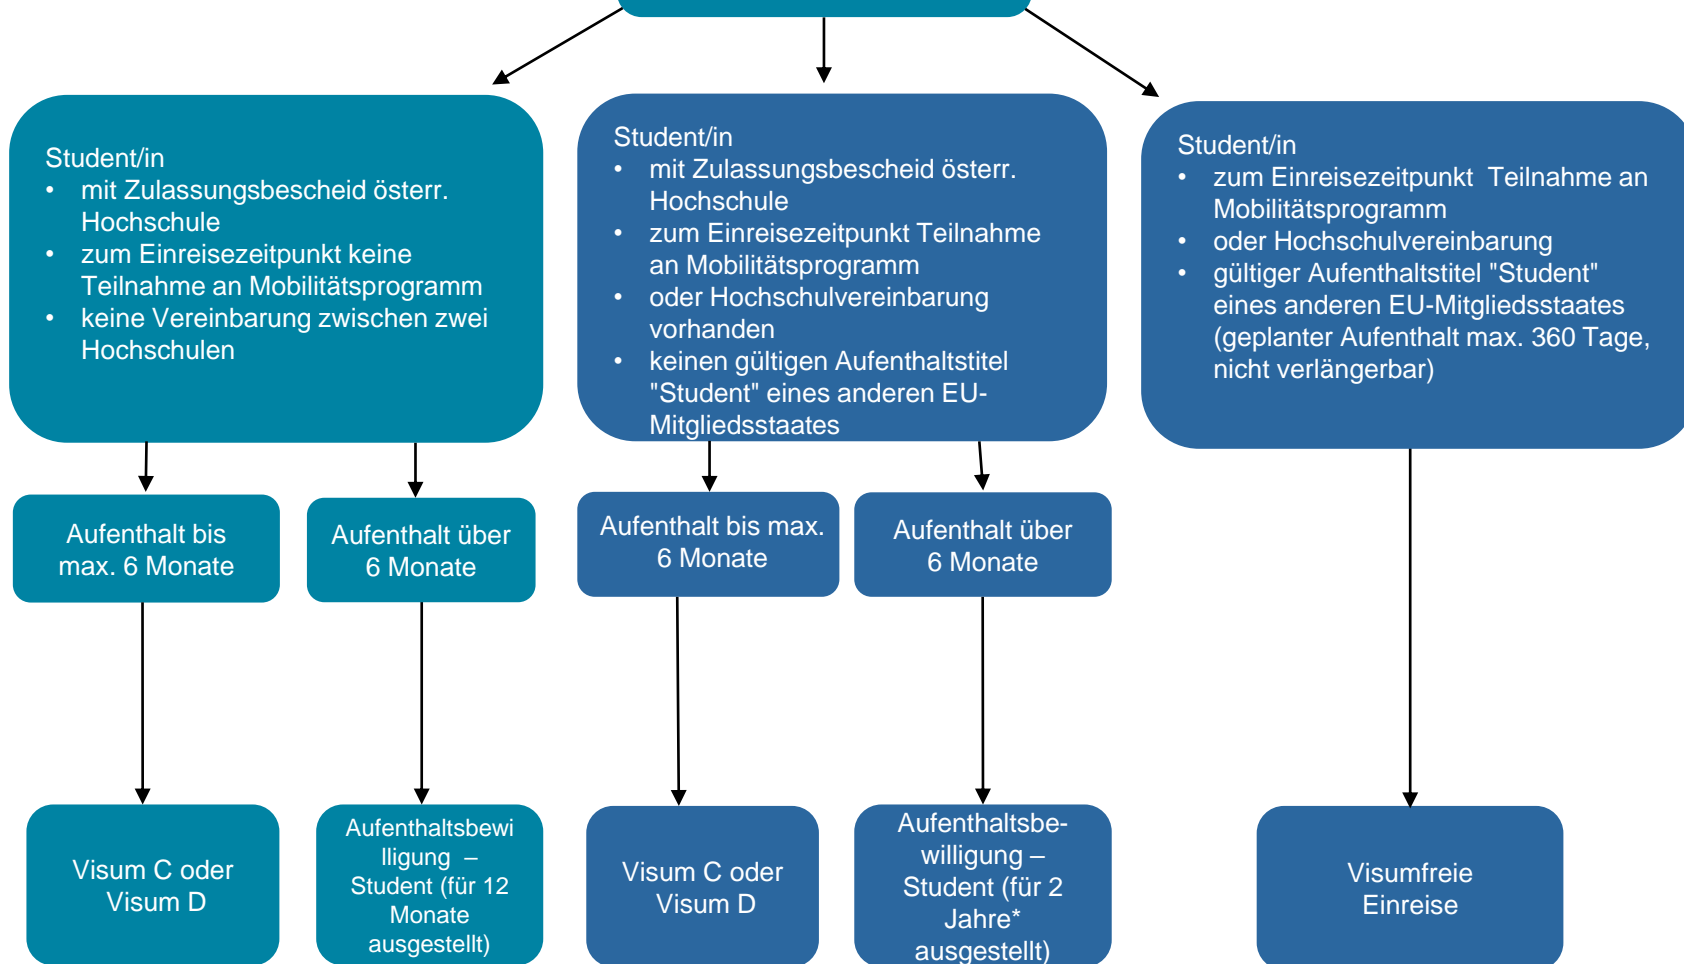 Student/in
• mit Zulassungsbescheid österr.
Hochschule
• zum Einreisezeitpunkt keine
Teilnahme an Mobilitätsprogramm
• keine Vereinbarung zwischen zwei
Hochschulen
Student/in
• mit Zulassungsbescheid österr.
Hochschule
• zum Einreisezeitpunkt Teilnahme
an Mobilitätsprogramm
• oder Hochschulvereinbarung
vorhanden
• keinen gültigen Aufenthaltstitel
"Student" eines anderen EU-
Mitgliedsstaates
Student/in
• zum Einreisezeitpunkt Teilnahme an
Mobilitätsprogramm
• oder Hochschulvereinbarung
• gültiger Aufenthaltstitel "Student"
eines anderen EU-Mitgliedsstaates
(geplanter Aufenthalt max. 360 Tage,
nicht verlängerbar)
Aufenthalt bis
max. 6 Monate
Aufenthalt über
6 Monate
Aufenthalt bis max.
6 Monate
Aufenthalt über
6 Monate
Visum C oder
Visum D
Aufenthaltsbewi
lligung –
Student (für 12
Monate
ausgestellt)
Visum C oder
Visum D
Aufenthaltsbe-
willigung –
Student (für 2
Jahre*
ausgestellt)
Visumfreie
Einreise